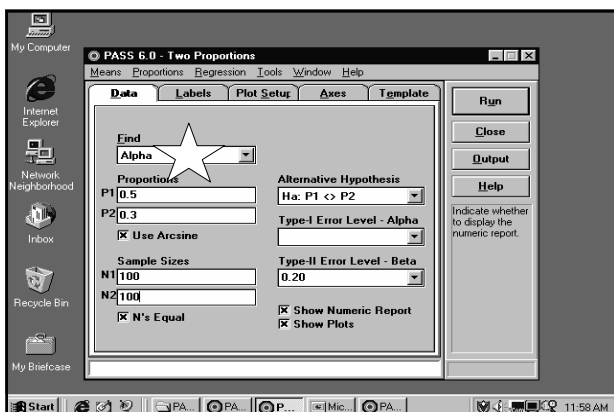 My Computer
Internet
Explorer
Network
Neighborhood
Inbox
Recycle Bin
My Briefcase
PASS 6.0 - Two Proportions
Means Proportions Regression Tools Window Help
Data Labels Plot Setup Axes Template
Find
Alpha
Proportions
P1 0.5
P2 0.3
Use Arcsine
Sample Sizes
N1 100
N2 100
N's Equal
Alternative Hypothesis
Ha: P1 <> P2
Type-I Error Level - Alpha
Type-II Error Level - Beta
0.20
Show Numeric Report
Show Plots
Run
Close
Output
Help
Indicate whether
to display the
numeric report.
Start PA... PA... P... Mic... PA... 11:58 AM